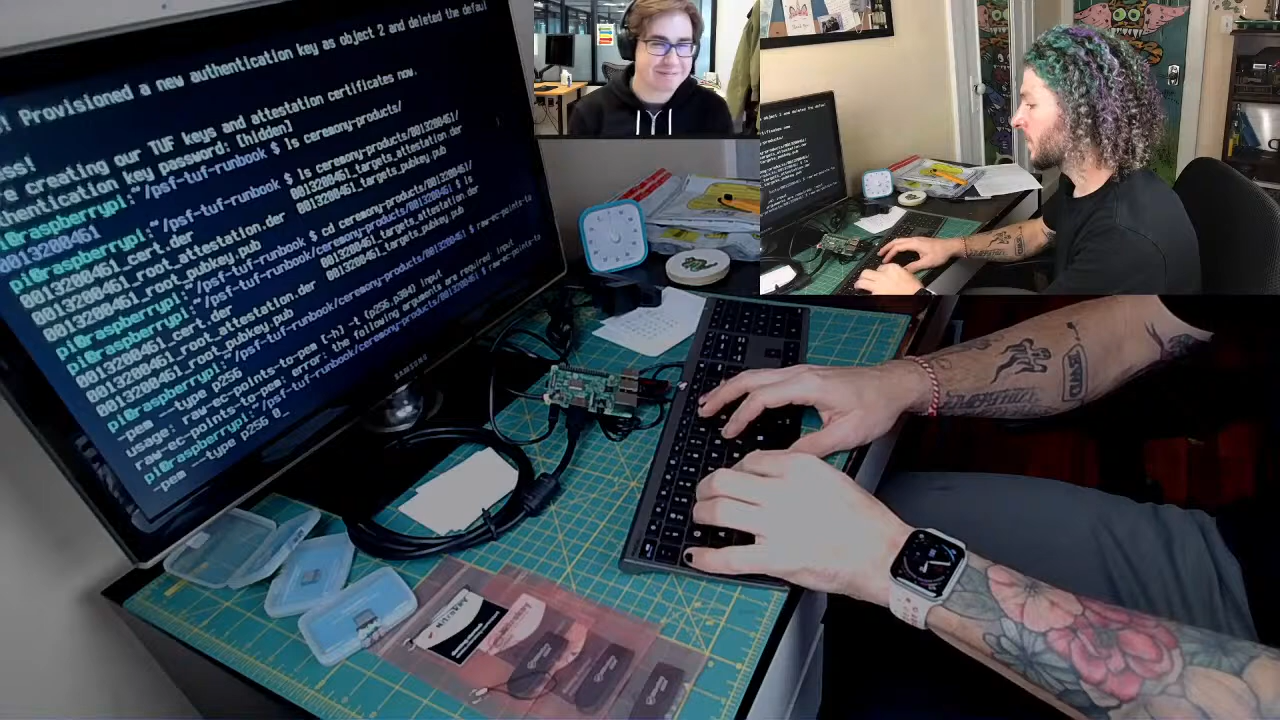 ! Provisioned a new authentication key as object 2 and deleted the defaul
ess!
e creating our TUF keys and attestation certificates now.
thentication key password: [hidden]
pi@raspberrypi:~/psf-tuf-runbook $ ls ceremony-products/
0013200461
pi@raspberrypi:~/psf-tuf-runbook $ ls ceremony-products/0013200461/
0013200461_cert.der 0013200461_targets_attestation.der
0013200461_root_attestation.der 0013200461_targets_pubkey.pub
0013200461_root_pubkey.pub
pi@raspberrypi:~/psf-tuf-runbook $ cd ceremony-products/0013200461/
pi@raspberrypi:~/psf-tuf-runbook/ceremony-products/0013200461 $ ls
0013200461_cert.der 0013200461_targets_attestation.der
0013200461_root_attestation.der 0013200461_targets_pubkey.pub
0013200461_root_pubkey.pub
pi@raspberrypi:~/psf-tuf-runbook/ceremony-products/0013200461 $ raw-ec-points-to
-pem --type p256
usage: raw-ec-points-to-pem [-h] -t {p256,p384} input
raw-ec-points-to-pem: error: the following arguments are required: input
pi@raspberrypi:~/psf-tuf-runbook/ceremony-products/0013200461 $ raw-ec-points-to
-pem --type p256 0_
SAMSUNG